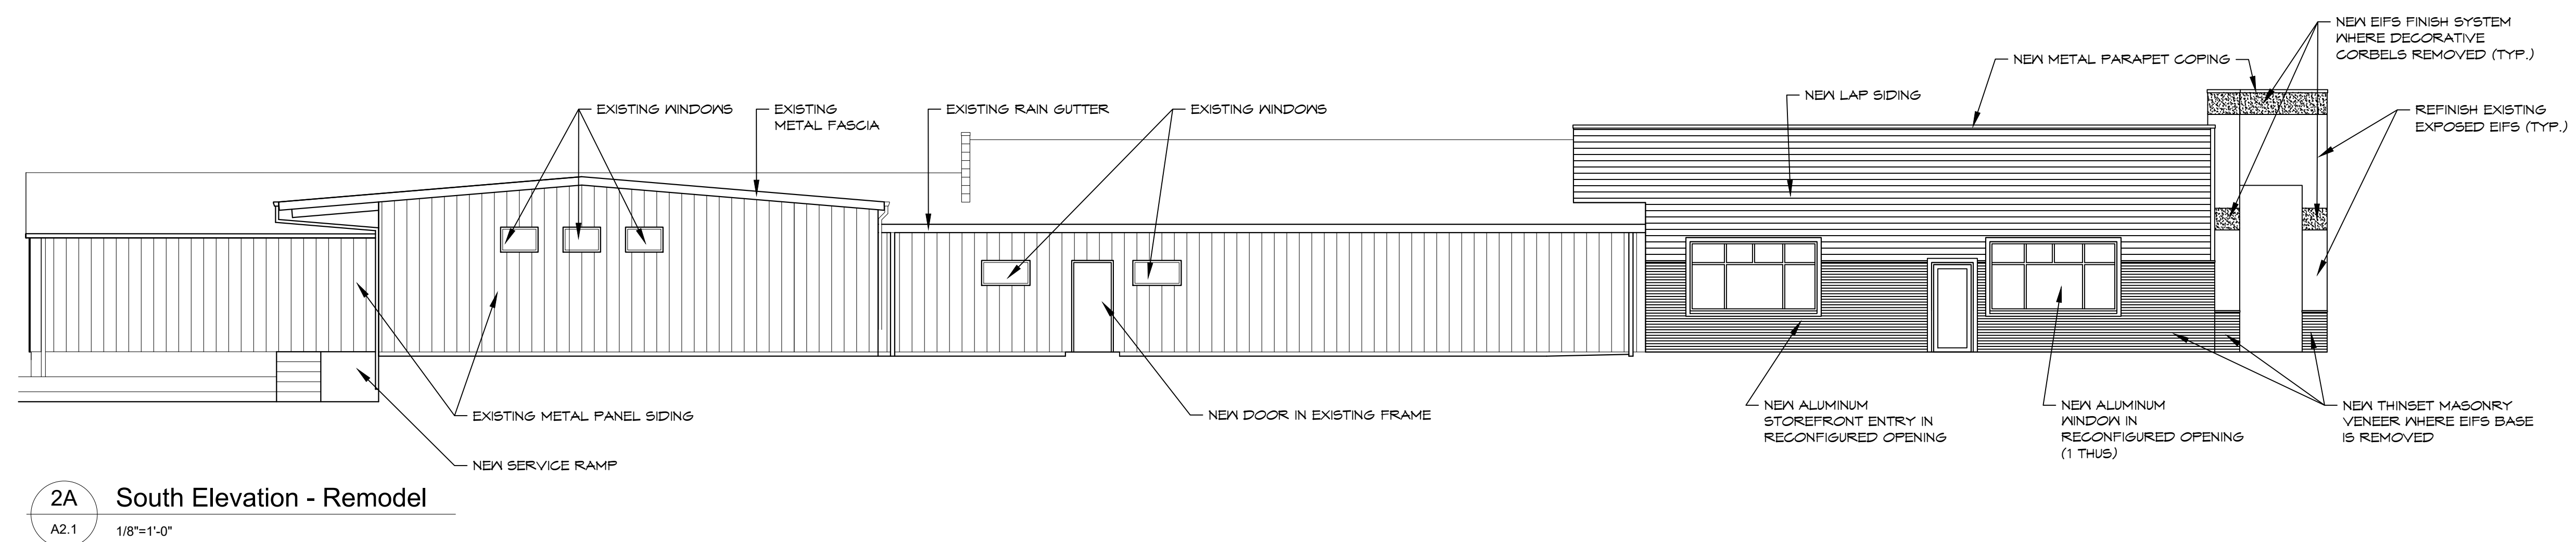 NEW EIFS FINISH SYSTEM
WHERE DECORATIVE
CORBELS REMOVED (TYP.)
NEW METAL PARAPET COPING
NEW LAP SIDING
EXISTING WINDOWS
EXISTING
METAL FASCIA
EXISTING RAIN GUTTER
EXISTING WINDOWS
REFINISH EXISTING
EXPOSED EIFS (TYP.)
EXISTING METAL PANEL SIDING
NEW DOOR IN EXISTING FRAME
NEW ALUMINUM
STOREFRONT ENTRY IN
RECONFIGURED OPENING
NEW ALUMINUM
WINDOW IN
RECONFIGURED OPENING
(1 THUS)
NEW THINSET MASONRY
VENEER WHERE EIFS BASE
IS REMOVED
NEW SERVICE RAMP
2A
South Elevation - Remodel
A2.1
1/8"=1'-0"